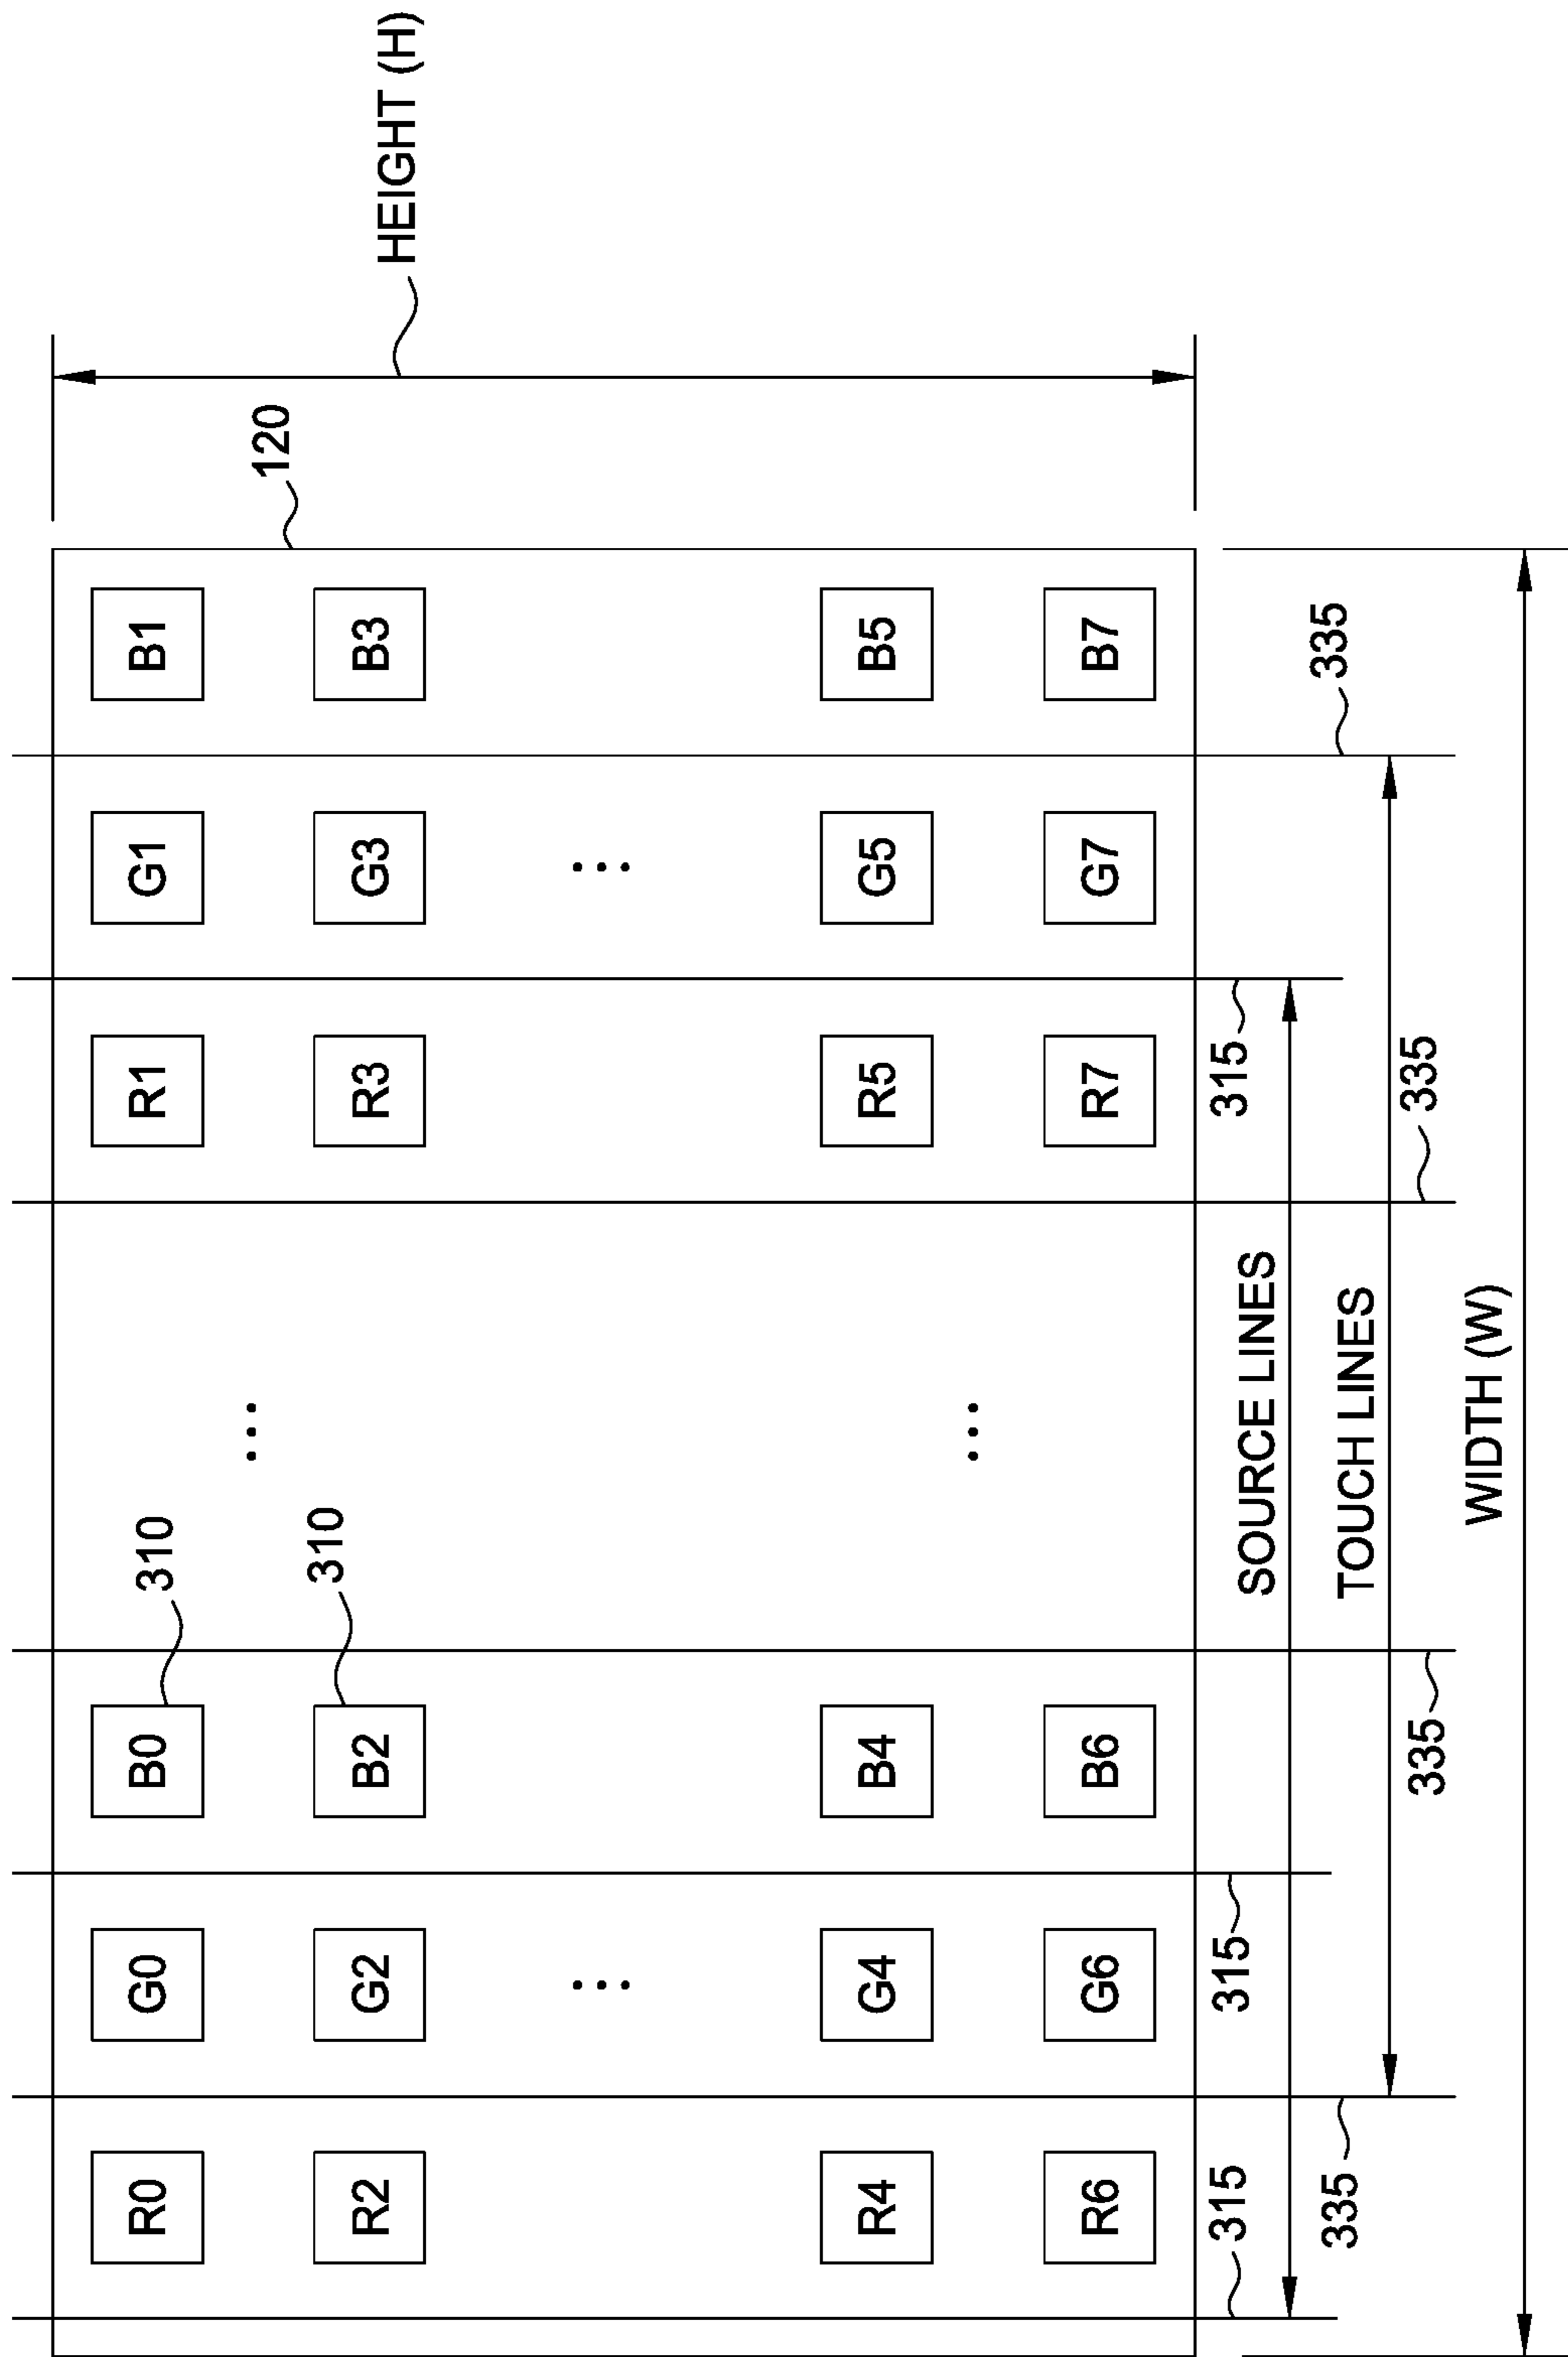 R0 G0 B0 310 R1 G1 B1
... 120
310
R2 G2 B2 R3 G3 B3
HEIGHT (H)
... ...
R4 G4 B4 R5 G5 B5
...
R6 G6 B6 R7 G7 B7
315 315 315
SOURCE LINES
335 335
TOUCH LINES
335 335
WIDTH (W)